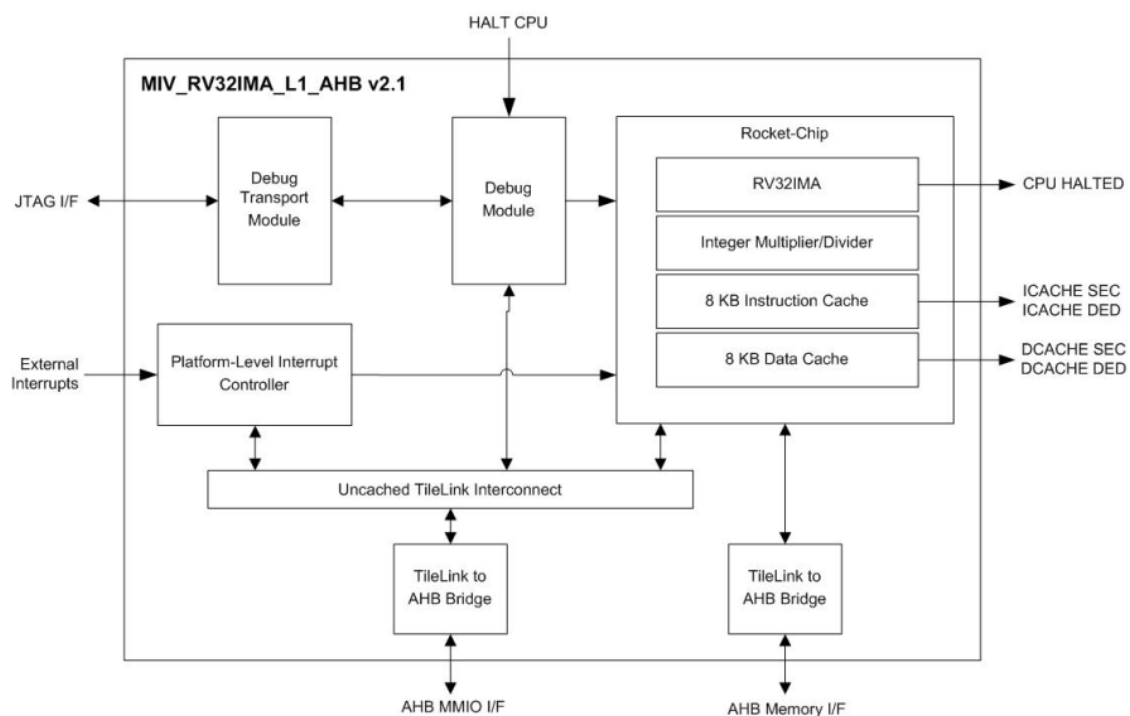 HALT CPU
MIV_RV32IMA_L1_AHB v2.1
Rocket-Chip
Debug
Transport
Module
Debug
Module
RV32IMA
CPU HALTED
JTAG I/F
Integer Multiplier/Divider
8 KB Instruction Cache
ICACHE SEC
ICACHE DED
External
Interrupts
Platform-Level Interrupt
Controller
8 KB Data Cache
DCACHE SEC
DCACHE DED
Uncached TileLink Interconnect
TileLink to
AHB Bridge
TileLink to
AHB Bridge
AHB MMIO I/F
AHB Memory I/F